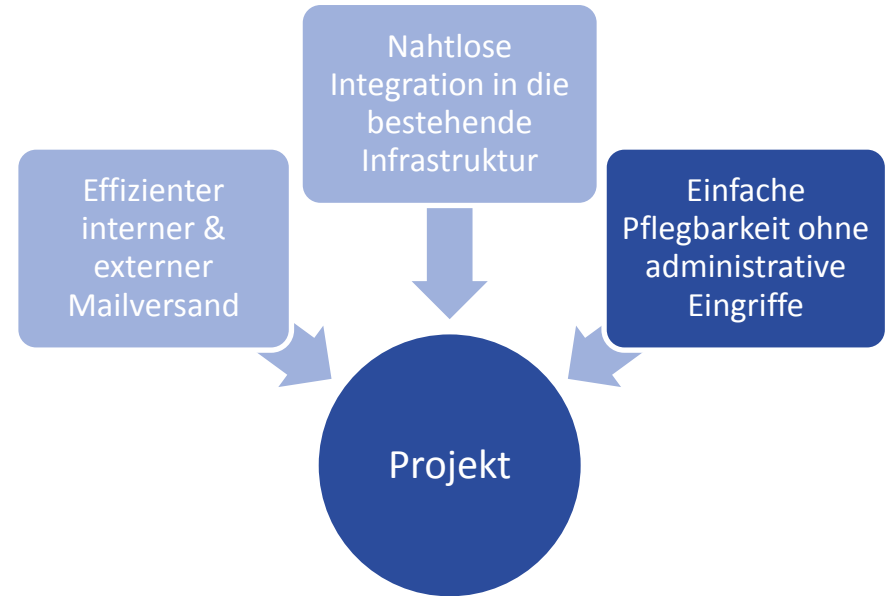 Nahtlose
Integration in die
bestehende
Infrastruktur
Effizienter
interner &
externer
Mailversand
Einfache
Pflegbarkeit ohne
administrative
Eingriffe
Projekt